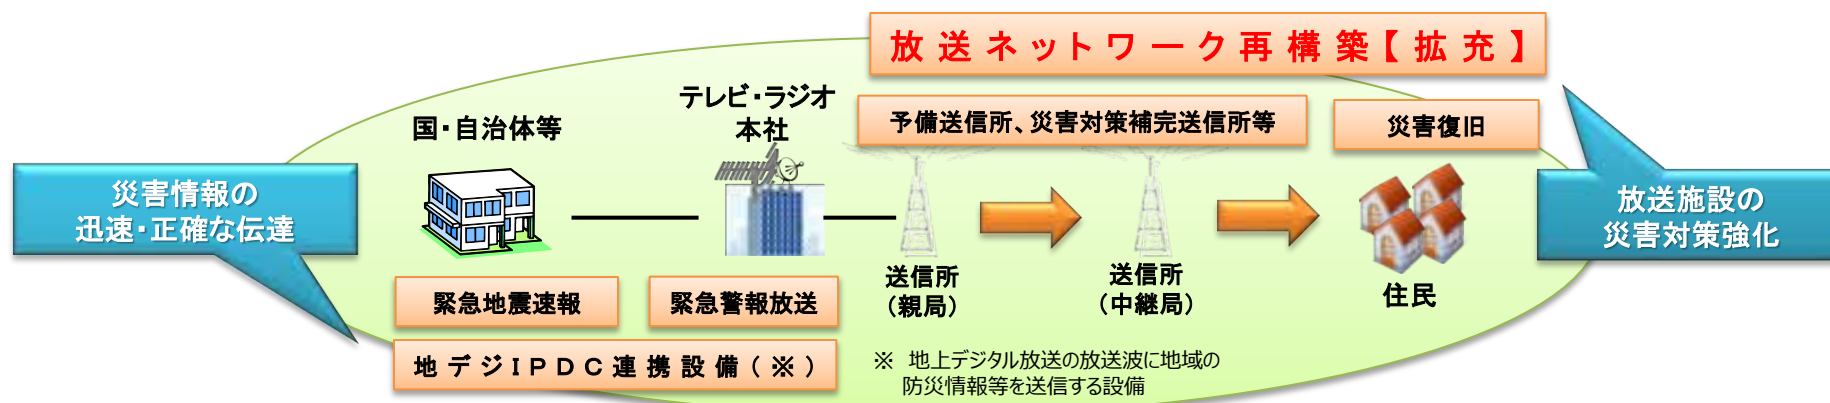 放送ネットワーク再構築【拡充】
テレビ・ラジオ
本社
国・自治体等
予備送信所、災害対策補完送信所等
災害復旧
災害情報の
迅速・正確な伝達
放送施設の
災害対策強化
送信所
（親局）
送信所
（中継局）
住民
緊急地震速報
緊急警報放送
地デジIPDC連携設備(※)
※ 地上デジタル放送の放送波に地域の
防災情報等を送信する設備